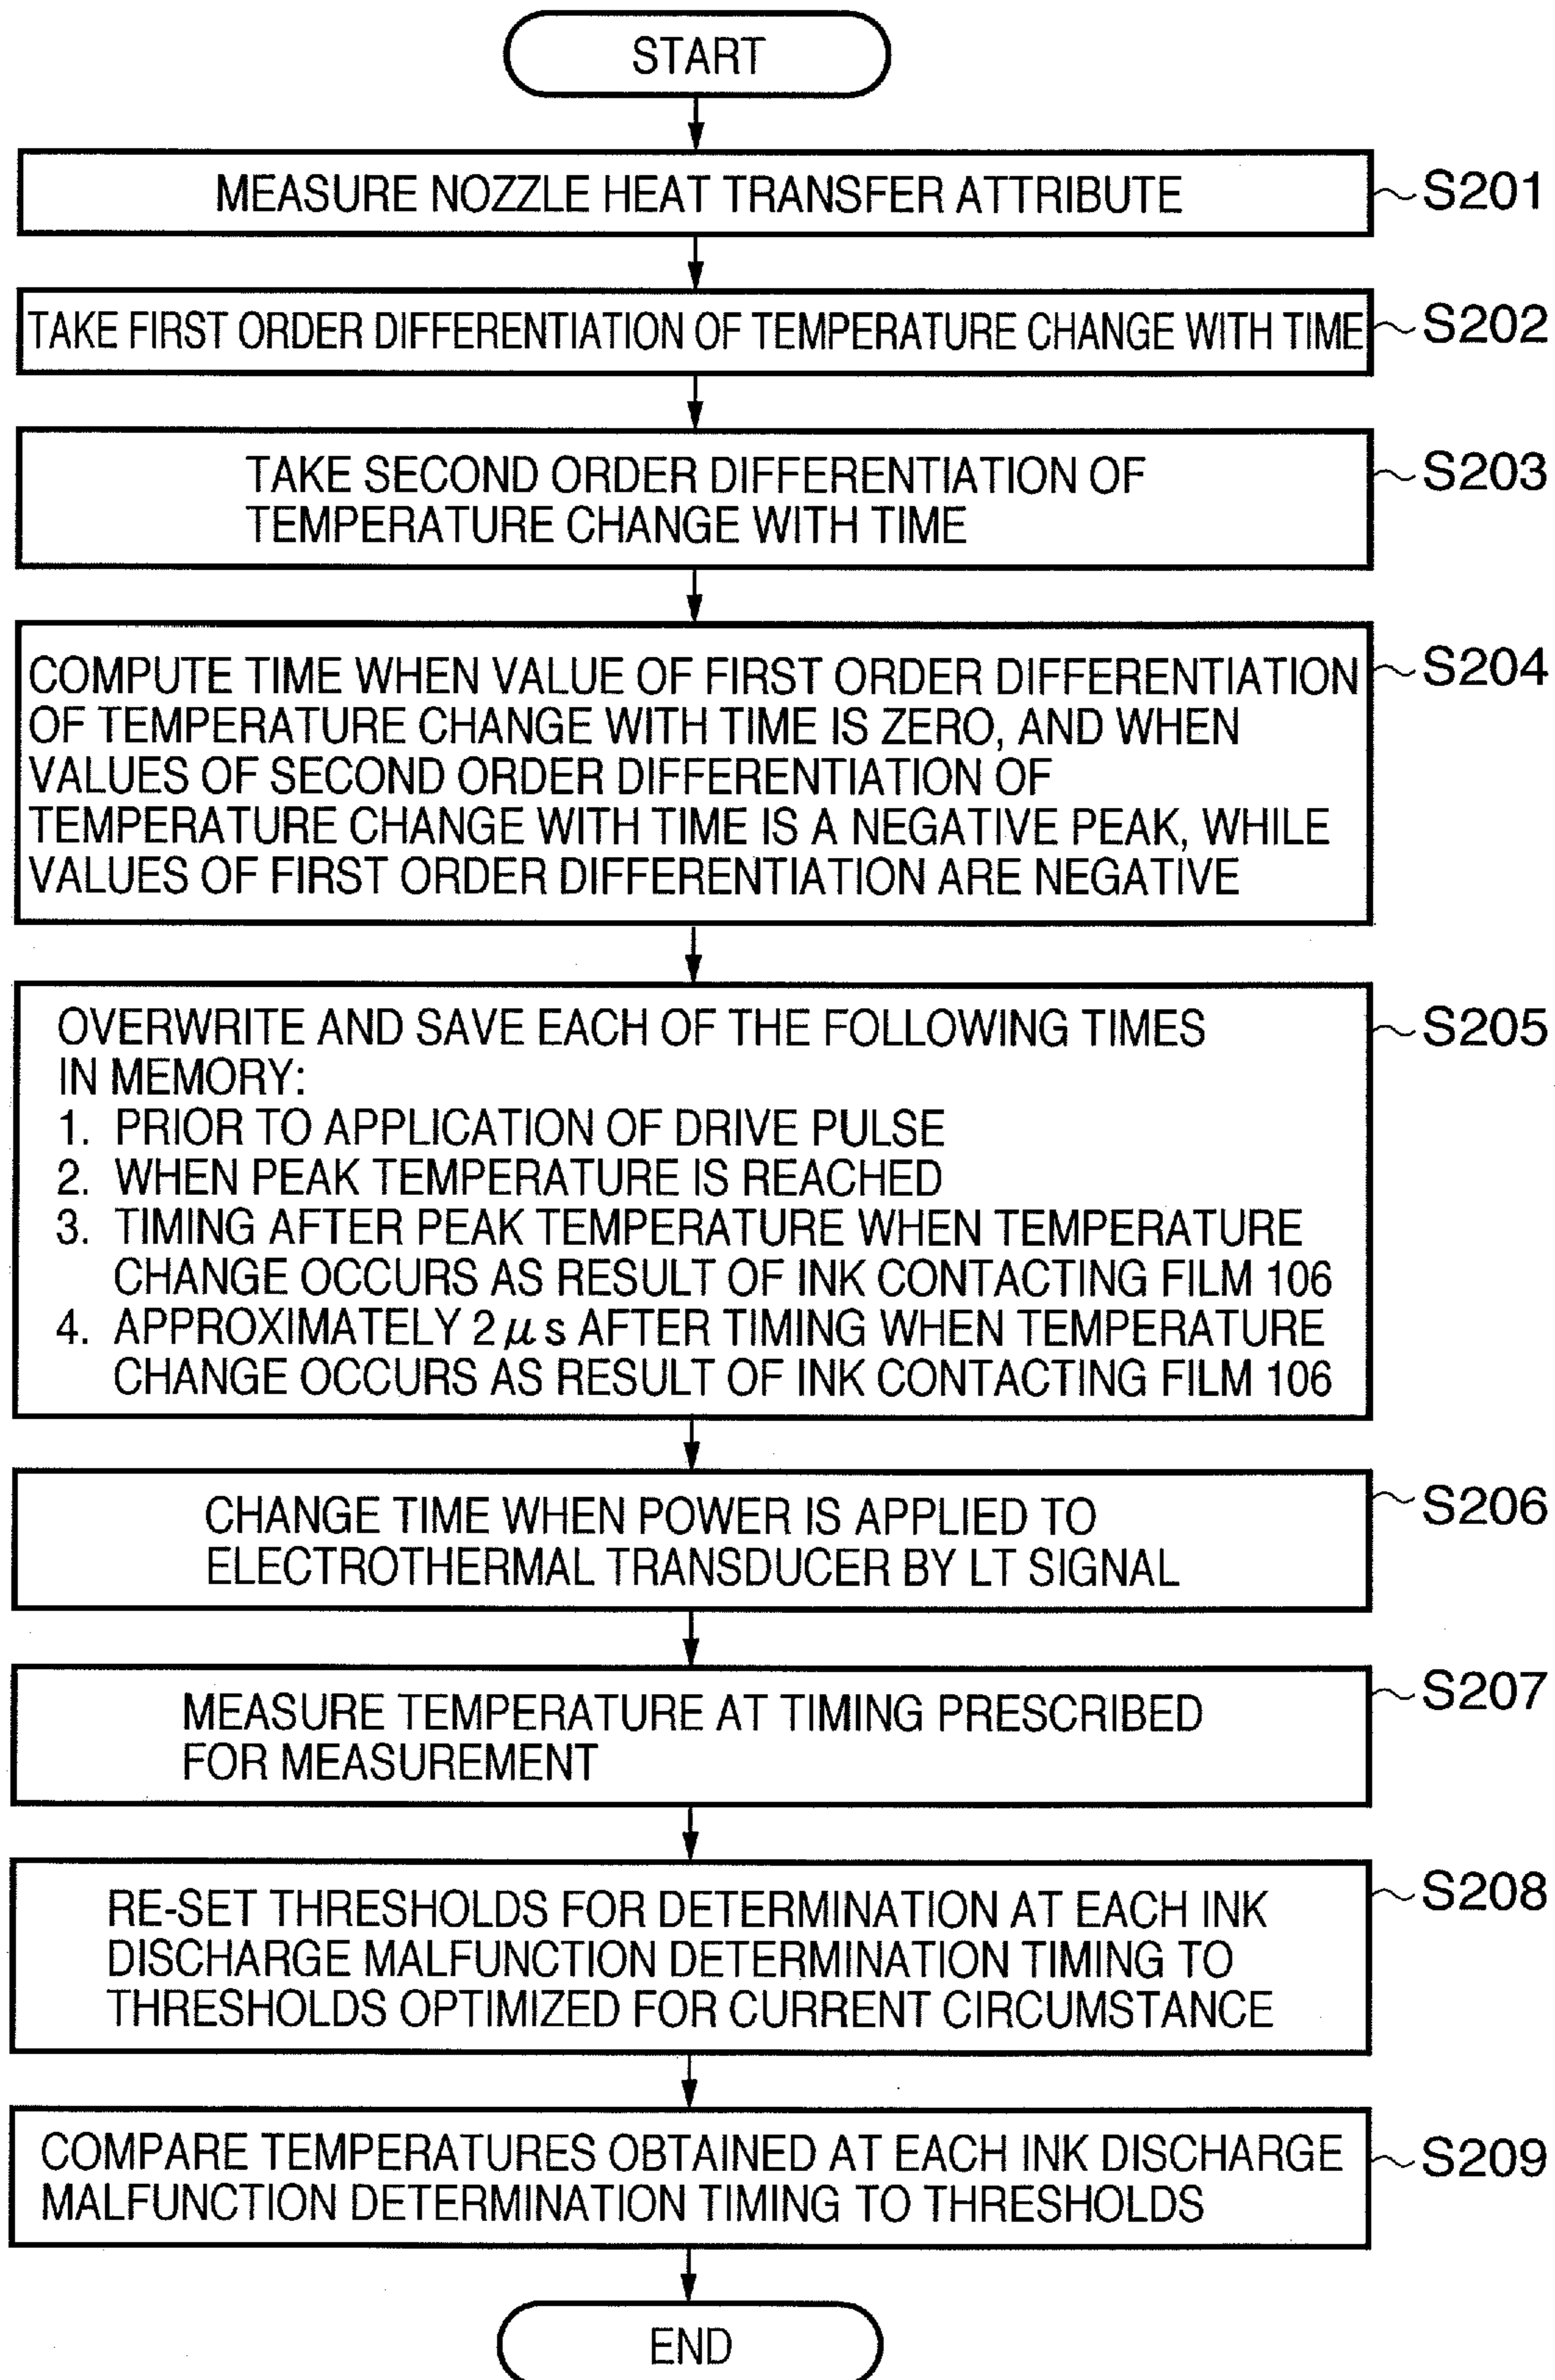 START
MEASURE NOZZLE HEAT TRANSFER ATTRIBUTE
S201
TAKE FIRST ORDER DIFFERENTIATION OF TEMPERATURE CHANGE WITH TIME
S202
TAKE SECOND ORDER DIFFERENTIATION OF
TEMPERATURE CHANGE WITH TIME
S203
COMPUTE TIME WHEN VALUE OF FIRST ORDER DIFFERENTIATION
OF TEMPERATURE CHANGE WITH TIME IS ZERO, AND WHEN
VALUES OF SECOND ORDER DIFFERENTIATION OF
TEMPERATURE CHANGE WITH TIME IS A NEGATIVE PEAK, WHILE
VALUES OF FIRST ORDER DIFFERENTIATION ARE NEGATIVE
S204
OVERWRITE AND SAVE EACH OF THE FOLLOWING TIMES
IN MEMORY:
1. PRIOR TO APPLICATION OF DRIVE PULSE
2. WHEN PEAK TEMPERATURE IS REACHED
3. TIMING AFTER PEAK TEMPERATURE WHEN TEMPERATURE
CHANGE OCCURS AS RESULT OF INK CONTACTING FILM 106
4. APPROXIMATELY 2 μs AFTER TIMING WHEN TEMPERATURE
CHANGE OCCURS AS RESULT OF INK CONTACTING FILM 106
S205
CHANGE TIME WHEN POWER IS APPLIED TO
ELECTROTHERMAL TRANSDUCER BY LT SIGNAL
S206
MEASURE TEMPERATURE AT TIMING PRESCRIBED
FOR MEASUREMENT
S207
RE-SET THRESHOLDS FOR DETERMINATION AT EACH INK
DISCHARGE MALFUNCTION DETERMINATION TIMING TO
THRESHOLDS OPTIMIZED FOR CURRENT CIRCUMSTANCE
S208
COMPARE TEMPERATURES OBTAINED AT EACH INK DISCHARGE
MALFUNCTION DETERMINATION TIMING TO THRESHOLDS
S209
END